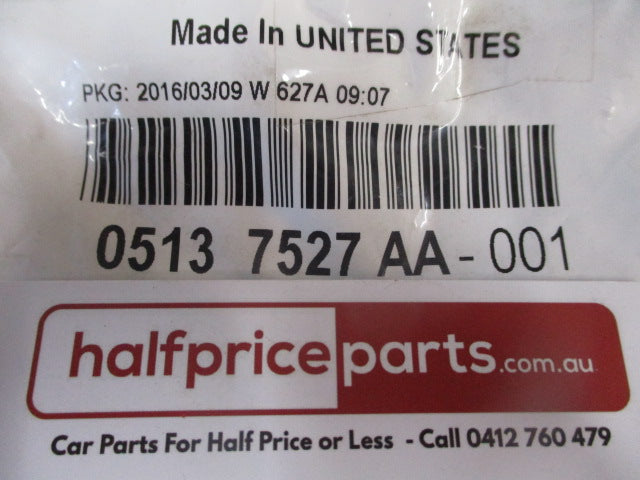 Made In UNITED STATES
PKG: 2016/03/09 W 627A 09:07
0513 7527 AA - 001
halfpriceparts.com.au
Car Parts For Half Price or Less - Call 0412 760 479